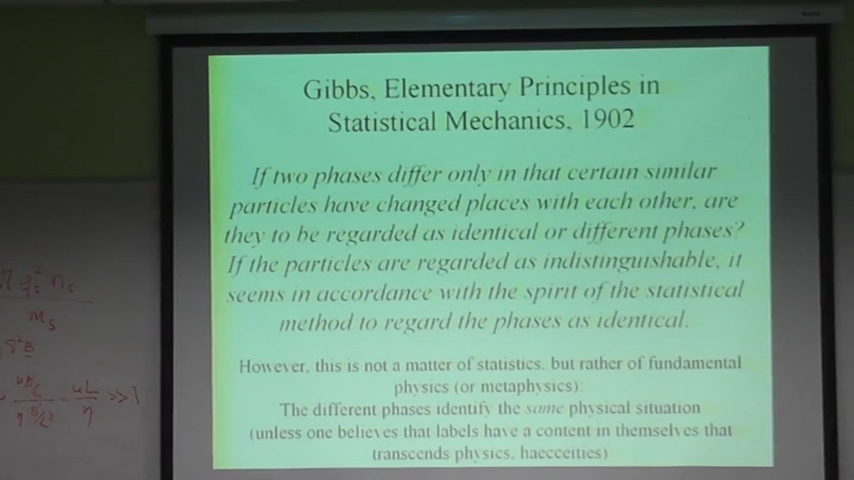 Gibbs, Elementary Principles in
Statistical Mechanics, 1902
If two phases differ only in that certain similar
particles have changed places with each other, are
they to be regarded as identical or different phases?
If the particles are regarded as indistinguishable, it
seems in accordance with the spirit of the statistical
method to regard the phases as identical.
However, this is not a matter of statistics, but rather of fundamental
physics (or metaphysics):
The different phases identify the same physical situation
(unless one believes that labels have a content in themselves that
transcends physics, haecceities)
m_s
uL/η >> 1